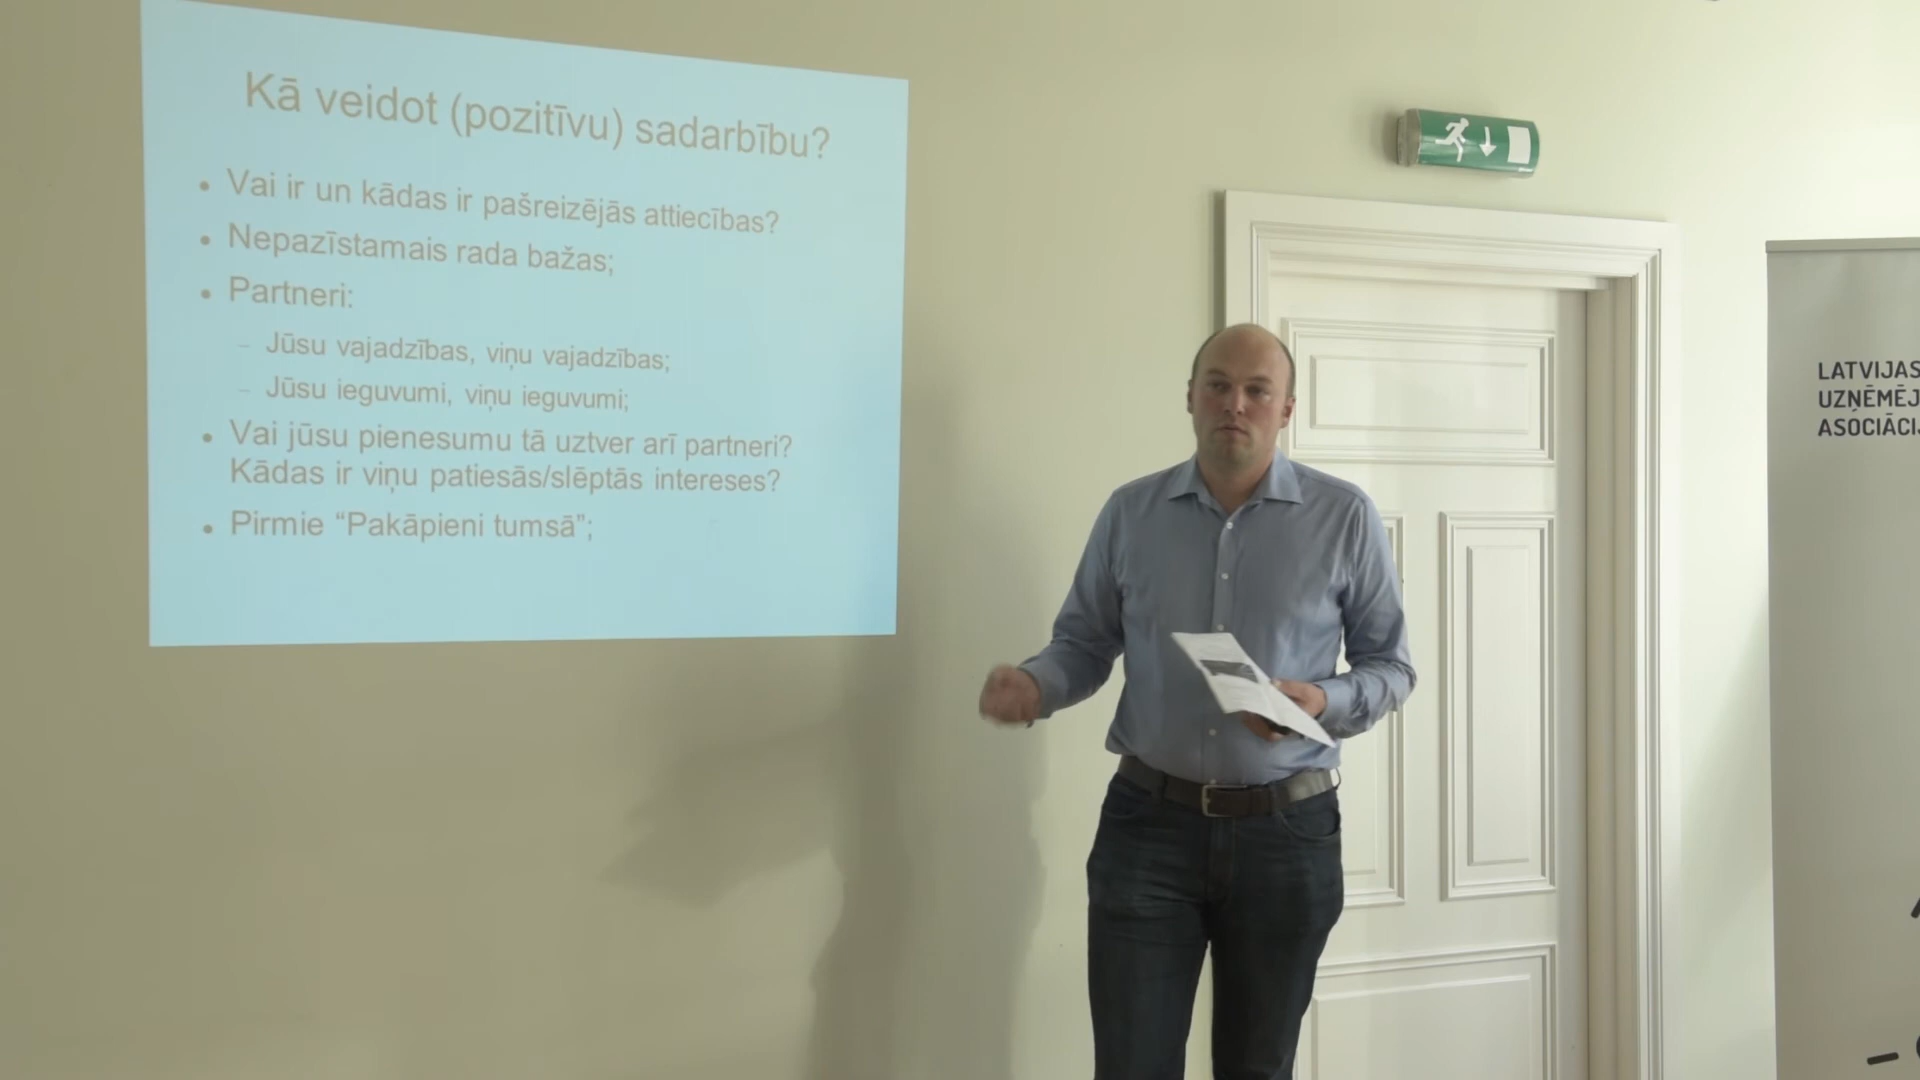 Kā veidot (pozitīvu) sadarbību?
• Vai ir un kādas ir pašreizējās attiecības?
• Nepazīstamais rada bažas;
• Partneri:
– Jūsu vajadzības, viņu vajadzības;
– Jūsu ieguvumi, viņu ieguvumi;
• Vai jūsu pienesumu tā uztver arī partneri?
Kādas ir viņu patiesās/slēptās intereses?
• Pirmie “Pakāpieni tumsā”;
LATVIJAS